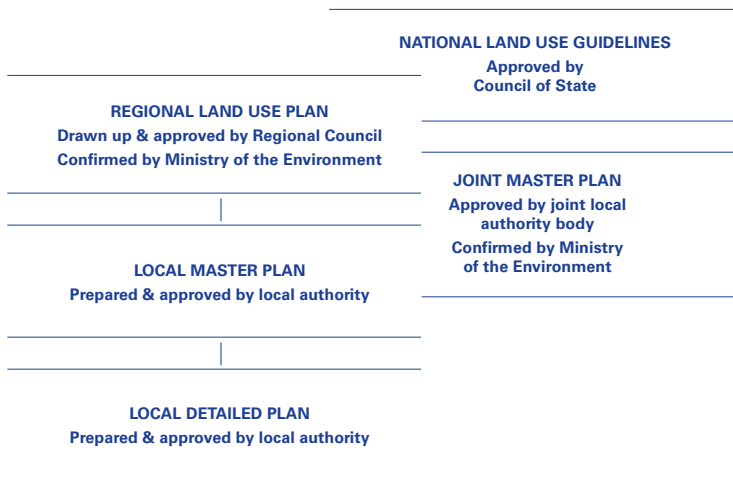 NATIONAL LAND USE GUIDELINES
Approved by
Council of State
REGIONAL LAND USE PLAN
Drawn up & approved by Regional Council
Confirmed by Ministry of the Environment
JOINT MASTER PLAN
Approved by joint local
authority body
Confirmed by Ministry
of the Environment
LOCAL MASTER PLAN
Prepared & approved by local authority
LOCAL DETAILED PLAN
Prepared & approved by local authority